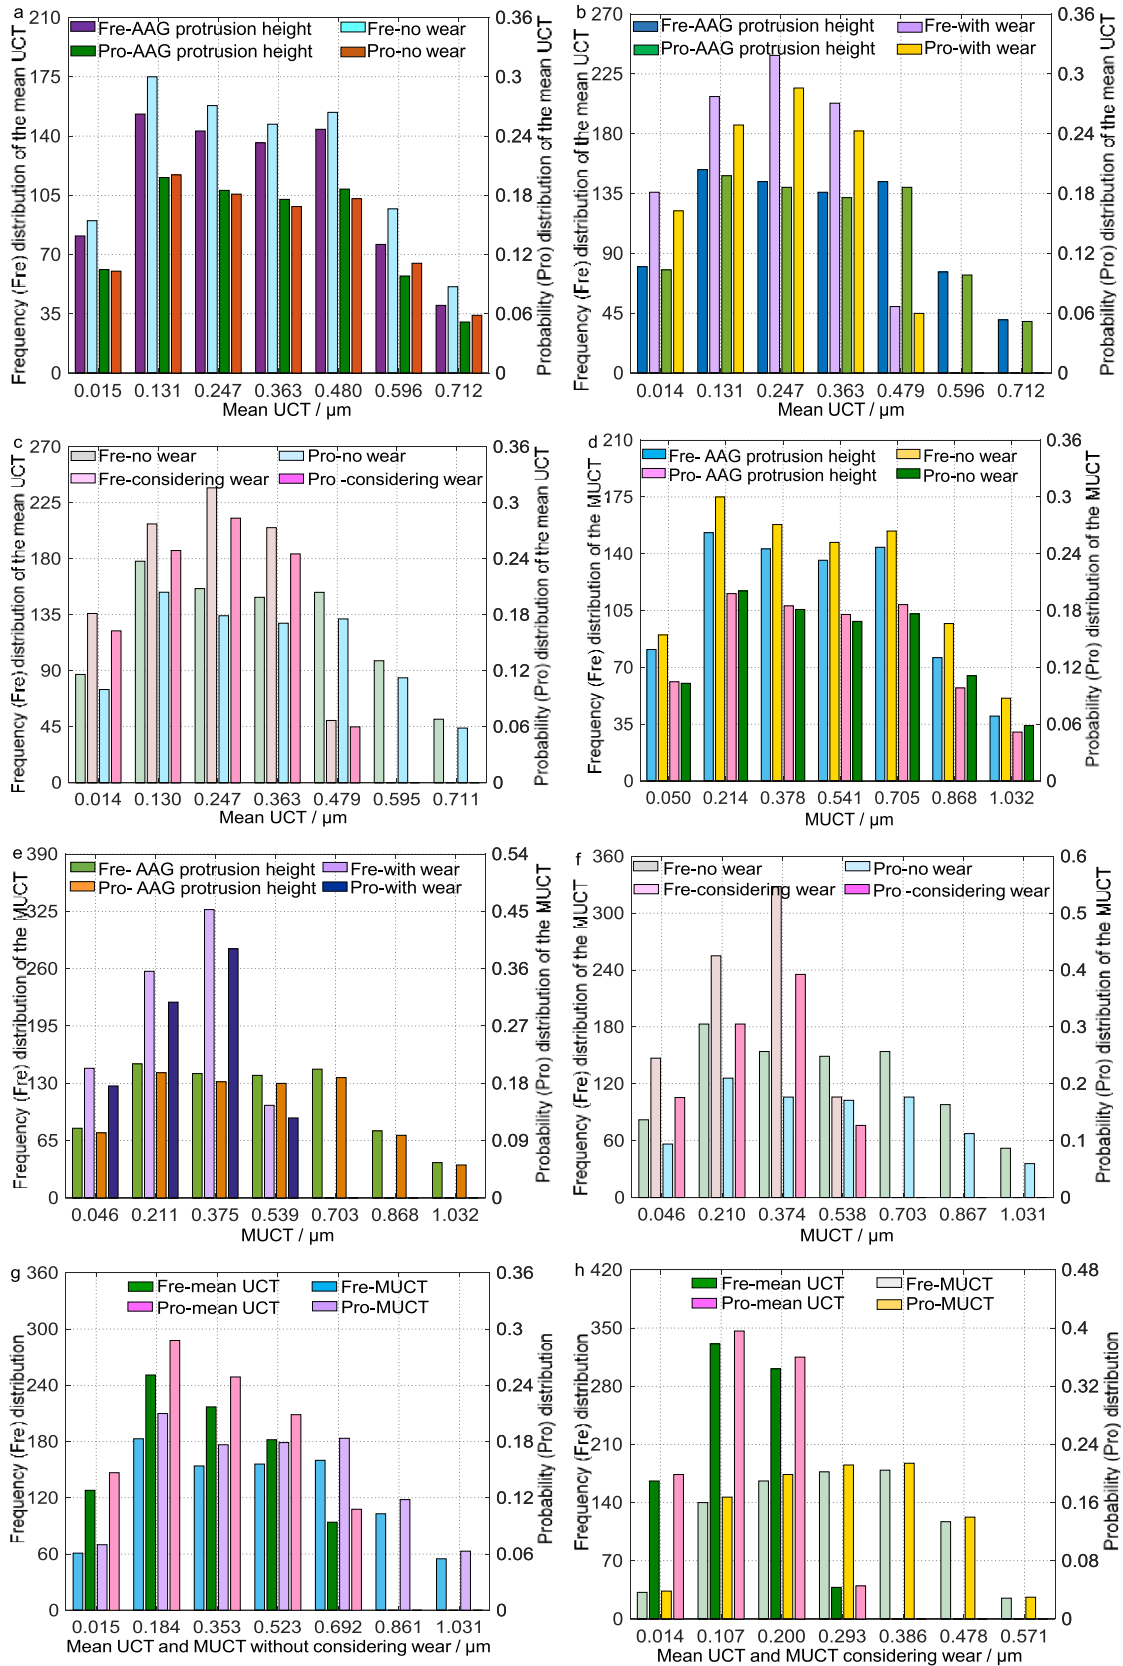 a
Fre-AAG protrusion height
Fre-no wear
Pro-AAG protrusion height
Pro-no wear
Frequency (Fre) distribution of the mean UCT
Probability (Pro) distribution of the mean UCT
210
175
140
105
70
35
0
0.36
0.3
0.24
0.18
0.12
0.06
0
0.015 0.131 0.247 0.363 0.480 0.596 0.712
Mean UCT / μm
b
Fre-AAG protrusion height
Fre-with wear
Pro-AAG protrusion height
Pro-with wear
Frequency (Fre) distribution of the mean UCT
Probability (Pro) distribution of the mean UCT
270
225
180
135
90
45
0
0.36
0.3
0.24
0.18
0.12
0.06
0
0.014 0.131 0.247 0.363 0.479 0.596 0.712
Mean UCT / μm
c
Fre-no wear
Pro-no wear
Fre-considering wear
Pro -considering wear
Frequency (Fre) distribution of the mean UCT
Probability (Pro) distribution of the mean UCT
270
225
180
135
90
45
0
0.36
0.3
0.24
0.18
0.12
0.06
0
0.014 0.130 0.247 0.363 0.479 0.595 0.711
Mean UCT / μm
d
Fre- AAG protrusion height
Fre-no wear
Pro- AAG protrusion height
Pro-no wear
Frequency (Fre) distribution of the MUCT
Probability (Pro) distribution of the MUCT
210
175
140
105
70
35
0
0.36
0.3
0.24
0.18
0.12
0.06
0
0.050 0.214 0.378 0.541 0.705 0.868 1.032
MUCT / μm
e
Fre- AAG protrusion height
Fre-with wear
Pro- AAG protrusion height
Pro-with wear
Frequency (Fre) distribution of the MUCT
Probability (Pro) distribution of the MUCT
390
325
260
195
130
65
0
0.54
0.45
0.36
0.27
0.18
0.09
0
0.046 0.211 0.375 0.539 0.703 0.868 1.032
MUCT / μm
f
Fre-no wear
Pro-no wear
Fre-considering wear
Pro -considering wear
Frequency (Fre) distribution of the MUCT
Probability (Pro) distribution of the MUCT
360
300
240
180
120
60
0
0.6
0.5
0.4
0.3
0.2
0.1
0
0.046 0.210 0.374 0.538 0.703 0.867 1.031
MUCT / μm
g
Fre-mean UCT
Fre-MUCT
Pro-mean UCT
Pro-MUCT
Frequency (Fre) distribution
Probability (Pro) distribution
360
300
240
180
120
60
0
0.36
0.3
0.24
0.18
0.12
0.06
0
0.015 0.184 0.353 0.523 0.692 0.861 1.031
Mean UCT and MUCT without considering wear / μm
h
Fre-mean UCT
Fre-MUCT
Pro-mean UCT
Pro-MUCT
Frequency (Fre) distribution
Probability (Pro) distribution
420
350
280
210
140
70
0
0.48
0.4
0.32
0.24
0.16
0.08
0
0.014 0.107 0.200 0.293 0.386 0.478 0.571
Mean UCT and MUCT considering wear / μm